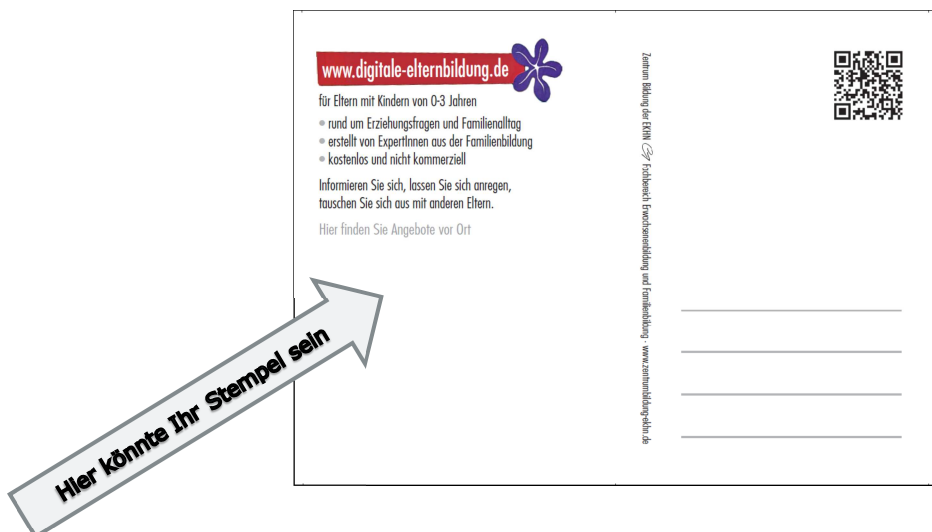 www.digitale-elternbildung.de
für Eltern mit Kindern von 0-3 Jahren
• rund um Erziehungsfragen und Familienalltag
• erstellt von ExpertInnen aus der Familienbildung
• kostenlos und nicht kommerziell
Informieren Sie sich, lassen Sie sich anregen,
tauschen Sie sich aus mit anderen Eltern.
Hier finden Sie Angebote vor Ort
Zentrum Bildung der EKHN Fachbereich Erwachsenenbildung und Familienbildung · www.zentrumbildung-ekhn.de
Hier könnte Ihr Stempel sein